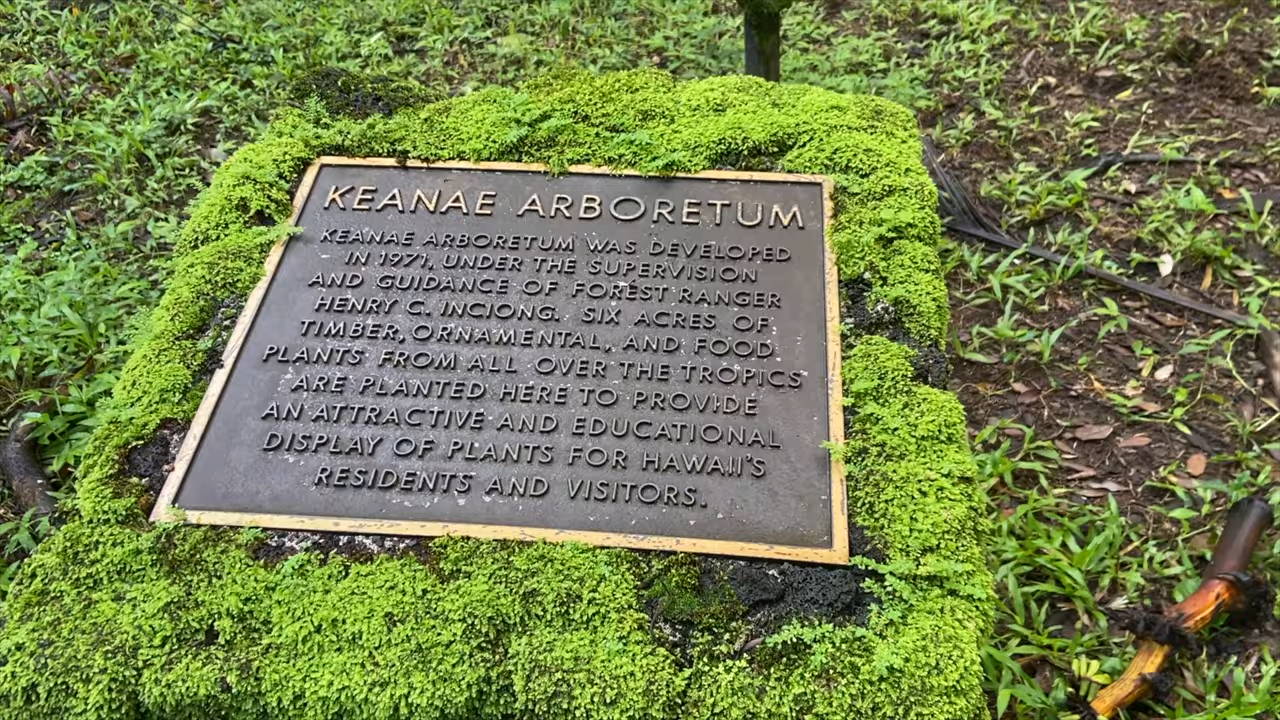 KEANAE ARBORETUM
KEANAE ARBORETUM WAS DEVELOPED
IN 1971, UNDER THE SUPERVISION
AND GUIDANCE OF FOREST RANGER
HENRY G. INCIONG. SIX ACRES OF
TIMBER, ORNAMENTAL, AND FOOD
PLANTS FROM ALL OVER THE TROPICS
ARE PLANTED HERE TO PROVIDE
AN ATTRACTIVE AND EDUCATIONAL
DISPLAY OF PLANTS FOR HAWAII'S
RESIDENTS AND VISITORS.